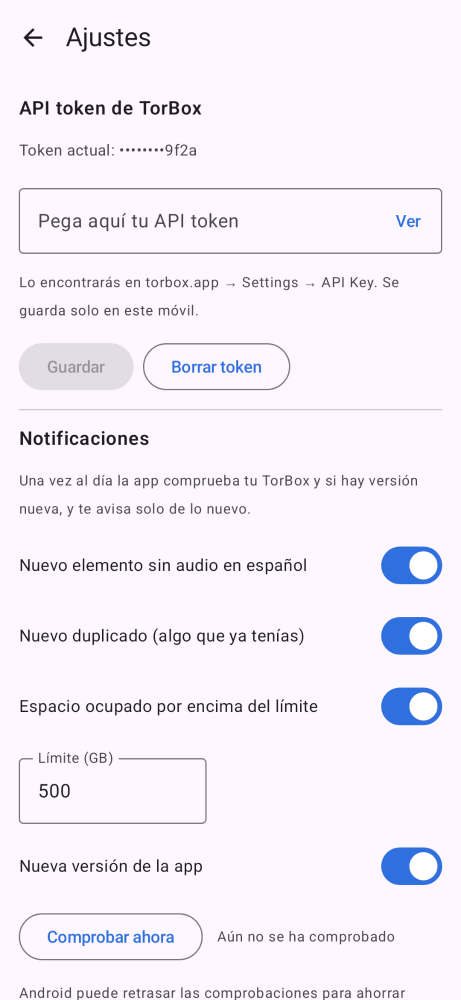 Ajustes
API token de TorBox
Token actual: ••••••••9f2a
Pega aquí tu API token
Ver
Lo encontrarás en torbox.app → Settings → API Key. Se
guarda solo en este móvil.
Guardar
Borrar token
Notificaciones
Una vez al día la app comprueba tu TorBox y si hay versión
nueva, y te avisa solo de lo nuevo.
Nuevo elemento sin audio en español
Nuevo duplicado (algo que ya tenías)
Espacio ocupado por encima del límite
Límite (GB)
500
Nueva versión de la app
Comprobar ahora
Aún no se ha comprobado
Android puede retrasar las comprobaciones para ahorrar